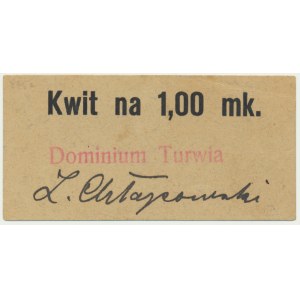 Kwit na 1,00 mk.
Dominium Turwia
Z. Chłapowski